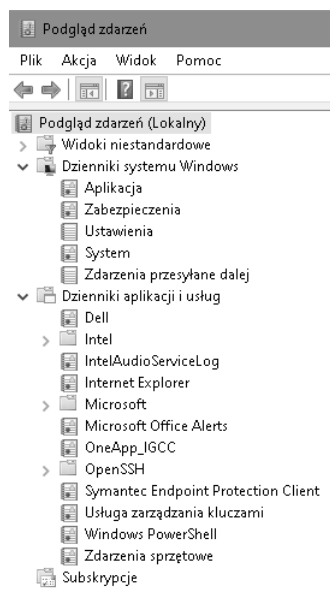 Podgląd zdarzeń
Plik Akcja Widok Pomoc
Podgląd zdarzeń (Lokalny)
Widoki niestandardowe
Dzienniki systemu Windows
Aplikacja
Zabezpieczenia
Ustawienia
System
Zdarzenia przesyłane dalej
Dzienniki aplikacji i usług
Dell
Intel
IntelAudioServiceLog
Internet Explorer
Microsoft
Microsoft Office Alerts
OneApp_IGCC
OpenSSH
Symantec Endpoint Protection Client
Usługa zarządzania kluczami
Windows PowerShell
Zdarzenia sprzętowe
Subskrypcje